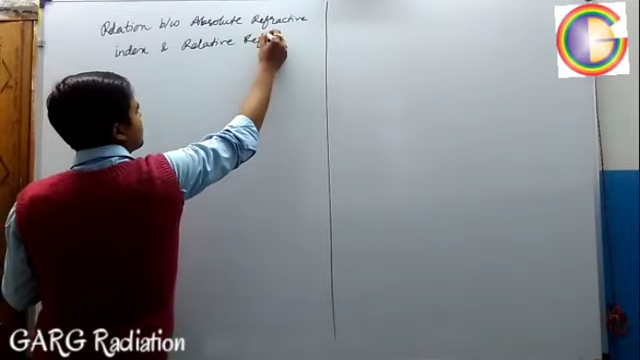 Relation b/w Absolute Refractive
index & Relative
GARG Radiation